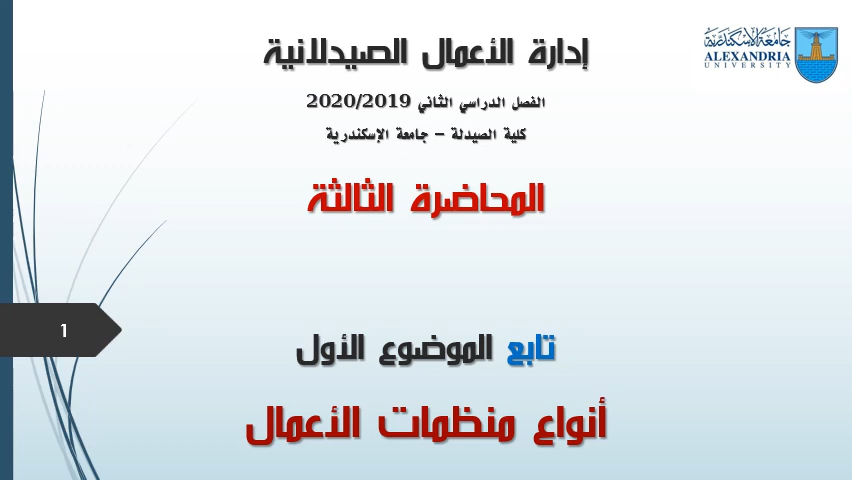 إدارة الأعمال الصيدلانية
جامعة الإسكندرية
ALEXANDRIA
UNIVERSITY
الفصل الدراسي الثاني 2020/2019
كلية الصيدلة – جامعة الإسكندرية
المحاضرة الثالثة
1
تابع الموضوع الأول
أنواع منظمات الأعمال